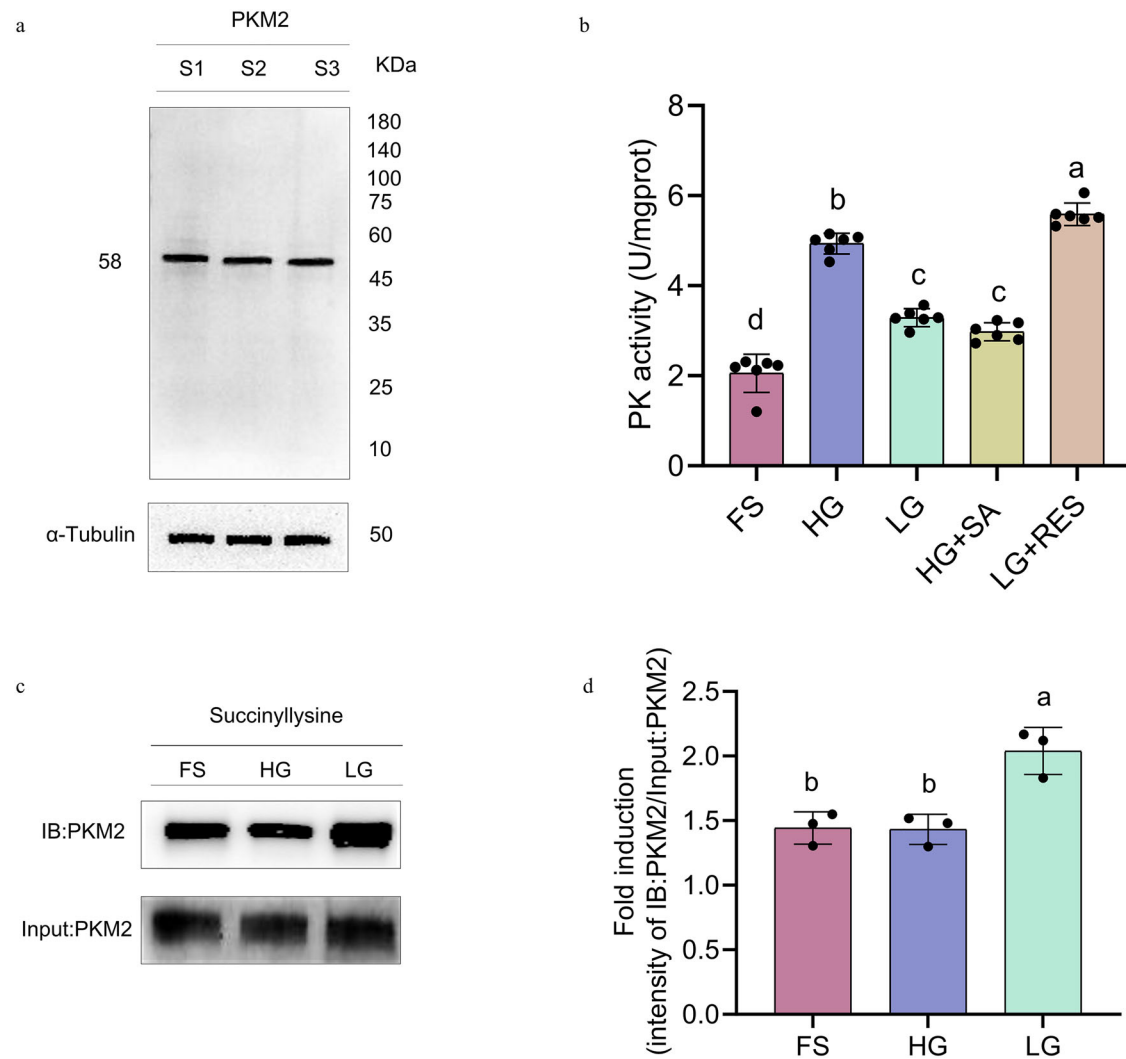 a
PKM2
S1 S2 S3 KDa
180
140
100
75
60
58
45
35
25
10
α-Tubulin 50
b
PK activity (U/mgprot)
8
6
4
2
0
d b c c a
FS HG LG HG+SA LG+RES
c
Succinyllysine
FS HG LG
IB:PKM2
Input:PKM2
d
Fold induction
(intensity of IB:PKM2/Input:PKM2)
2.5
2.0
1.5
1.0
0.5
0.0
b b a
FS HG LG